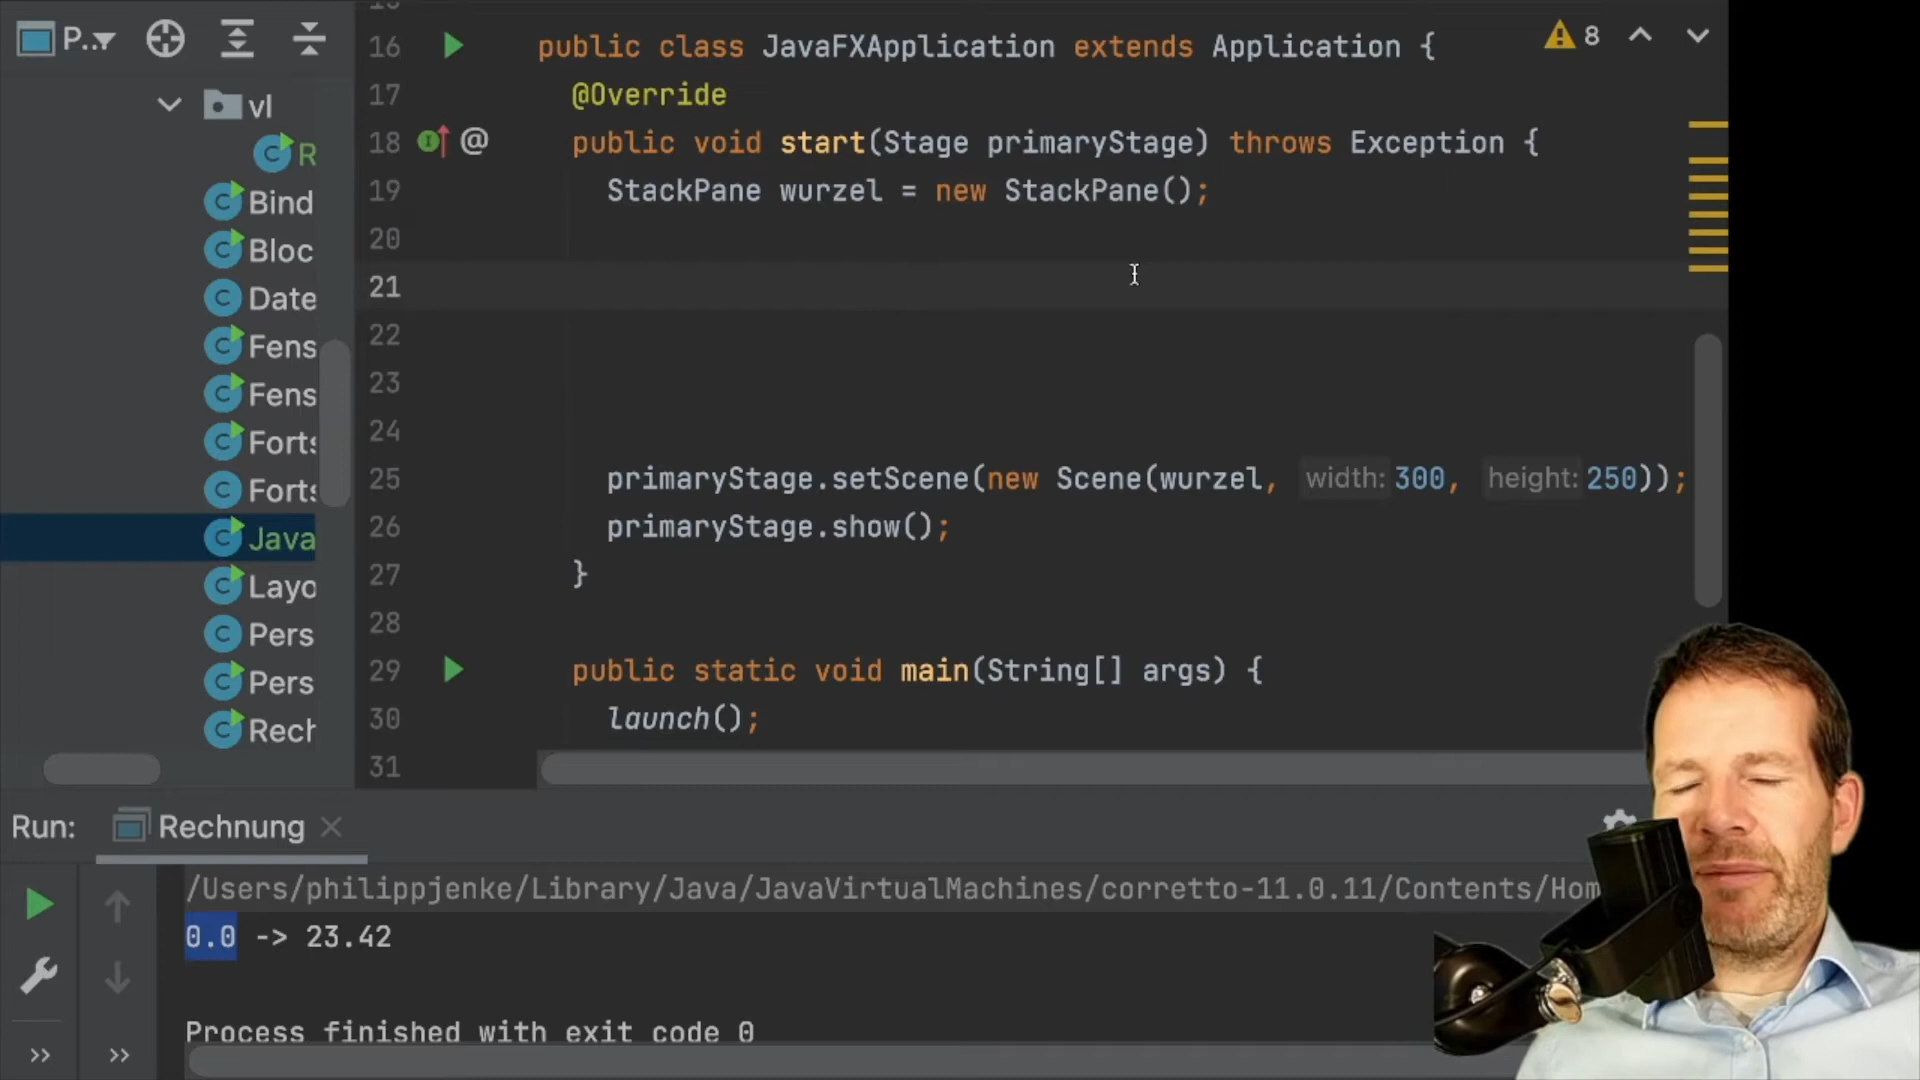 P...
vl
R
Bind
Bloc
Date
Fens
Fens
Forts
Forts
Java
Layo
Pers
Pers
Rech
8
16 public class JavaFXApplication extends Application {
17 @Override
18 @ public void start(Stage primaryStage) throws Exception {
19 StackPane wurzel = new StackPane();
20
21
22
23
24
25 primaryStage.setScene(new Scene(wurzel, width: 300, height: 250));
26 primaryStage.show();
27 }
28
29 public static void main(String[] args) {
30 launch();
31
Run: Rechnung
/Users/philippjenke/Library/Java/JavaVirtualMachines/corretto-11.0.11/Contents/Hom
0.0 -> 23.42
Process finished with exit code 0